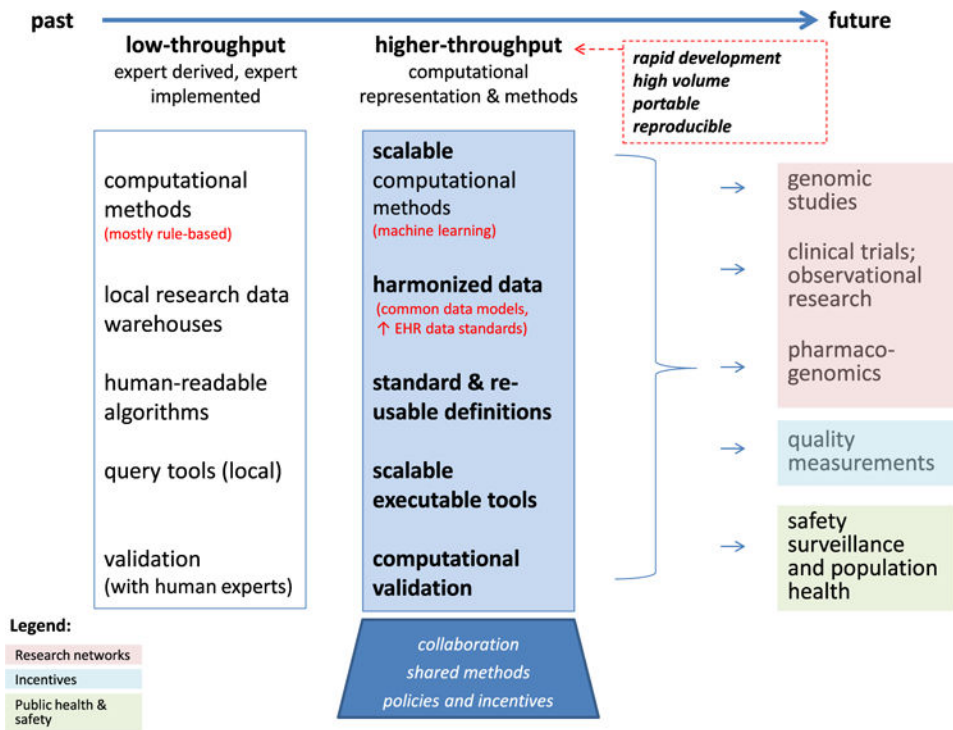 past
future
low-throughput
expert derived, expert
implemented
higher-throughput
computational
representation & methods
rapid development
high volume
portable
reproducible
computational
methods
(mostly rule-based)
local research data
warehouses
human-readable
algorithms
query tools (local)
validation
(with human experts)
scalable
computational
methods
(machine learning)
harmonized data
(common data models,
↑ EHR data standards)
standard & re-
usable definitions
scalable
executable tools
computational
validation
collaboration
shared methods
policies and incentives
genomic
studies
clinical trials;
observational
research
pharmaco-
genomics
quality
measurements
safety
surveillance
and population
health
Legend:
Research networks
Incentives
Public health &
safety